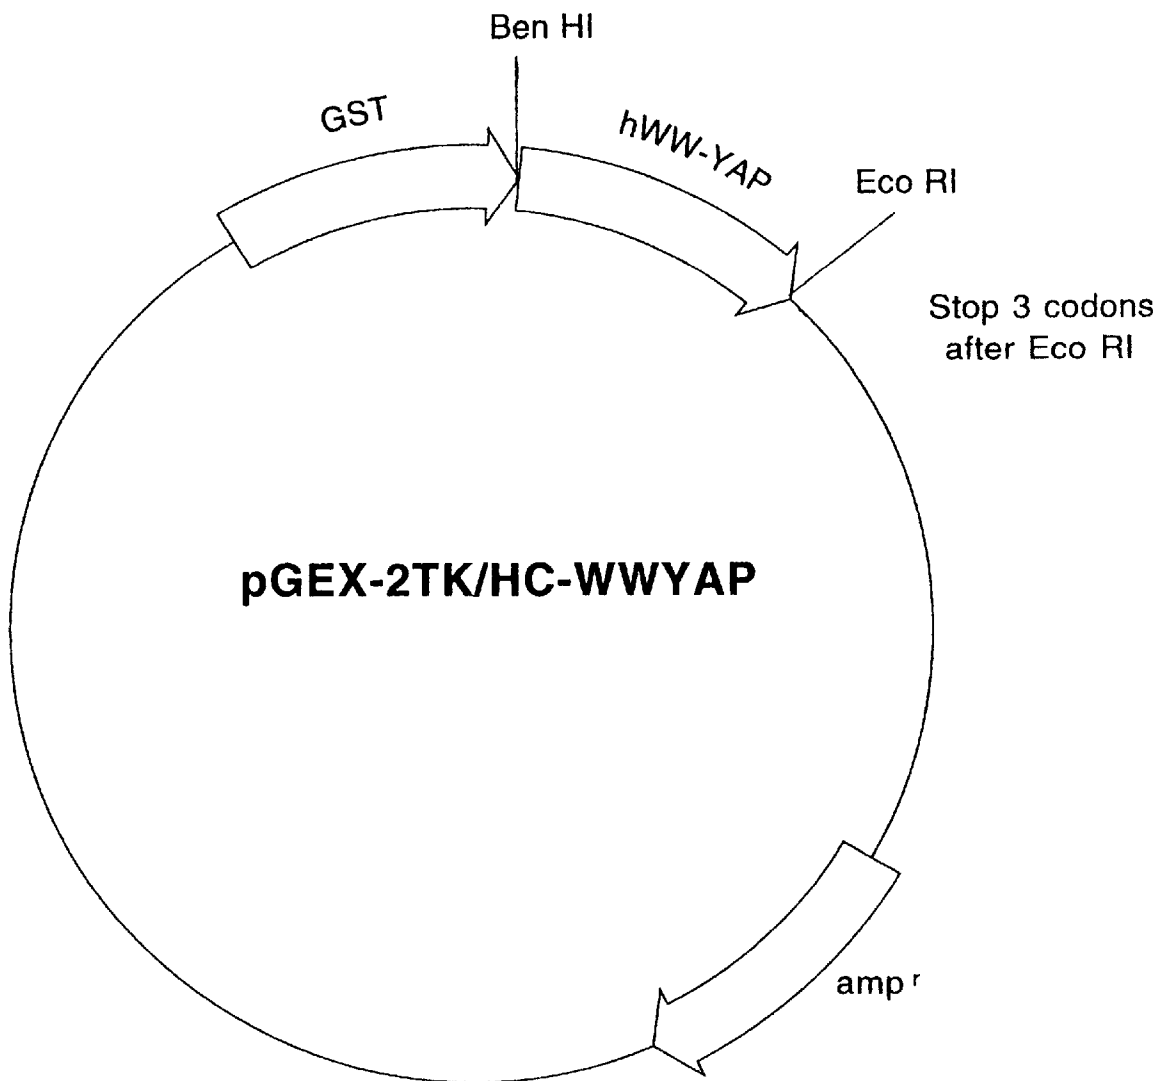 Ben HI
GST
hWW-YAP
Eco RI
Stop 3 codons
after Eco RI
pGEX-2TK/HC-WWYAP
amp r